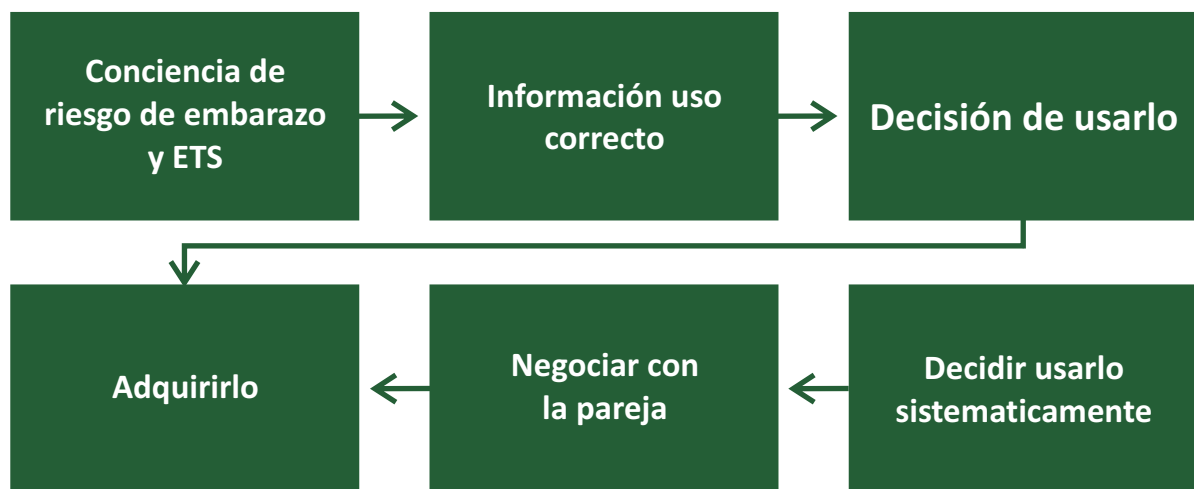 Conciencia de
riesgo de embarazo
y ETS
Información uso
correcto
Decisión de usarlo
Adquirirlo
Negociar con
la pareja
Decidir usarlo
sistematicamente